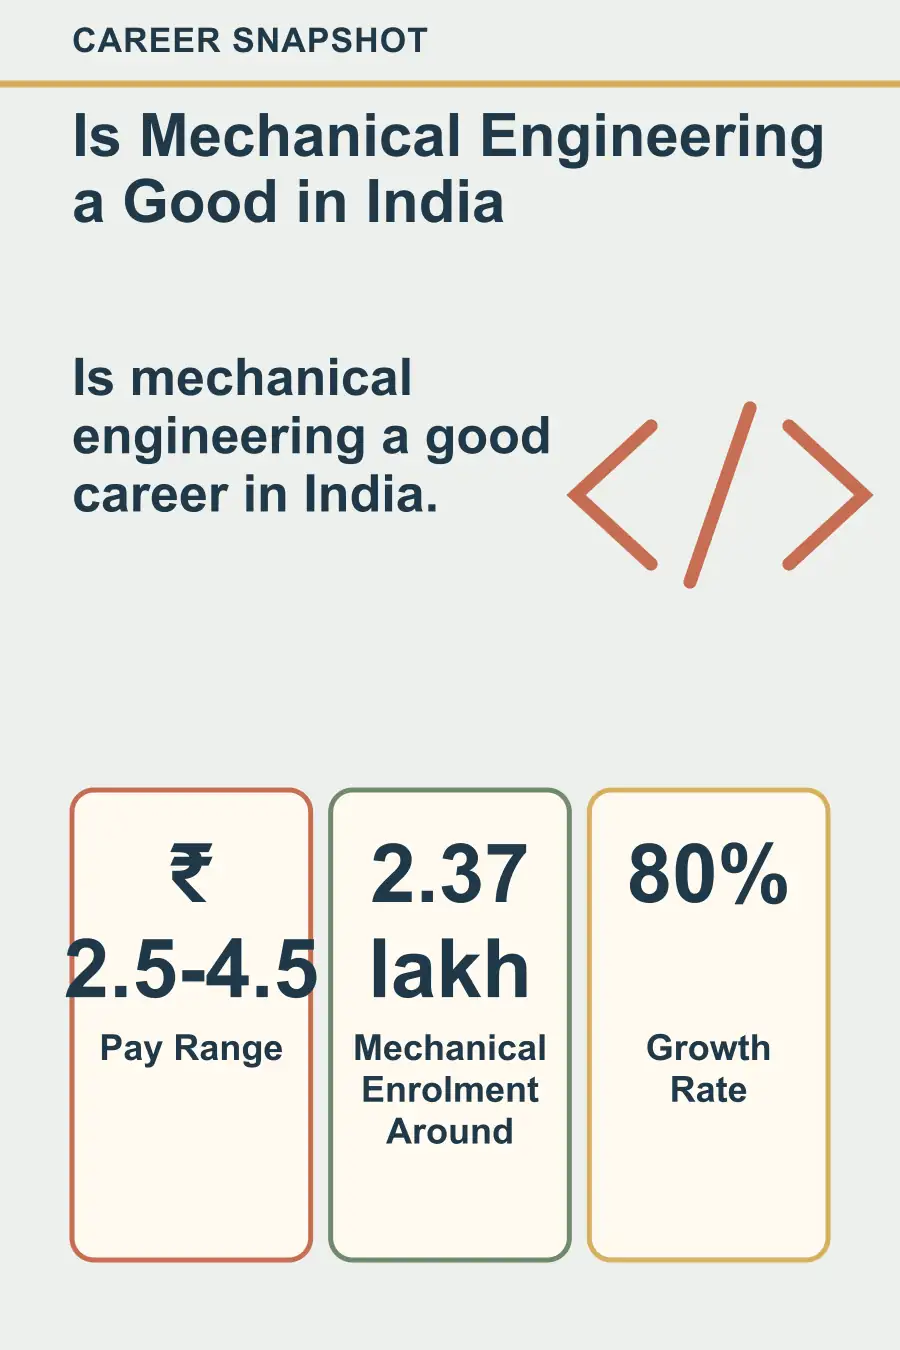 CAREER SNAPSHOT
Is Mechanical Engineering
a Good in India
Is mechanical
engineering a good
career in India.
₹
2.5-4.5
Pay Range
2.37
lakh
Mechanical
Enrolment
Around
80%
Growth
Rate